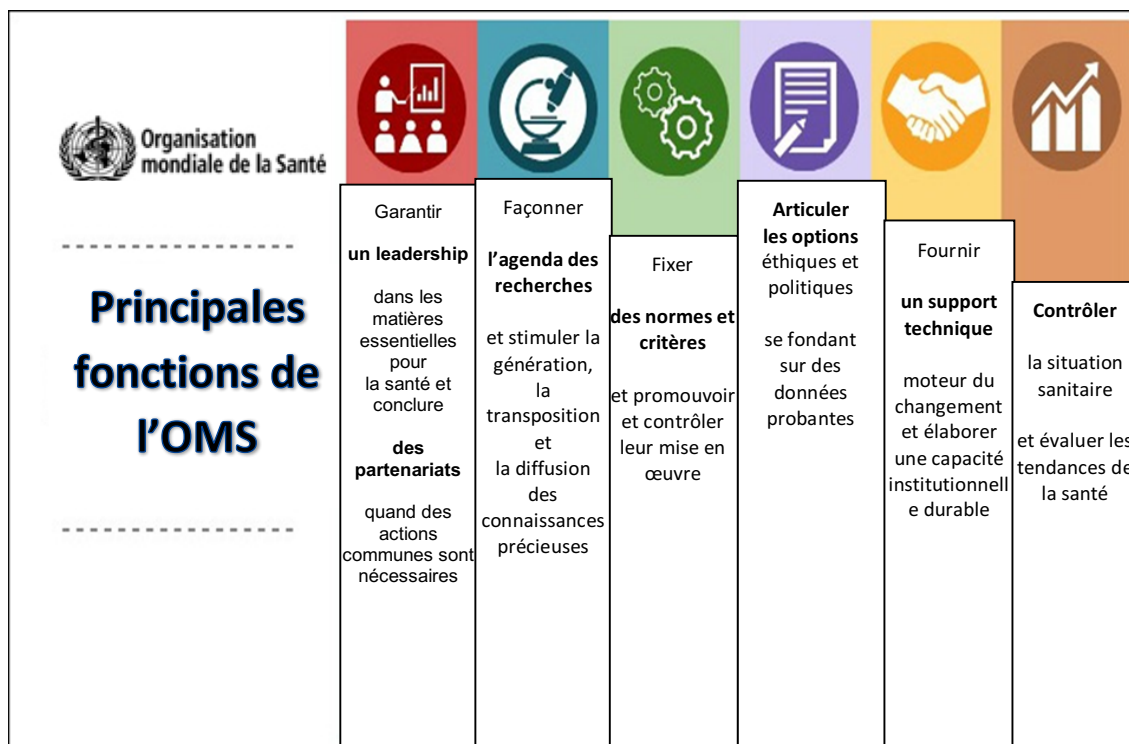 Organisation
mondiale de la Santé
Principales
fonctions de
l’OMS
Garantir
un leadership
dans les
matières
essentielles
pour
la santé et
conclure
des
partenariats
quand des
actions
communes sont
nécessaires
Façonner
l’agenda des
recherches
et stimuler la
génération,
la
transposition
et
la diffusion
des
connaissances
précieuses
Fixer
des normes et
critères
et promouvoir
et contrôler
leur mise en
œuvre
Articuler
les options
éthiques et
politiques
se fondant
sur des
données
probantes
Fournir
un support
technique
moteur du
changement
et élaborer
une capacité
institutionnell
e durable
Contrôler
la situation
sanitaire
et évaluer les
tendances de
la santé